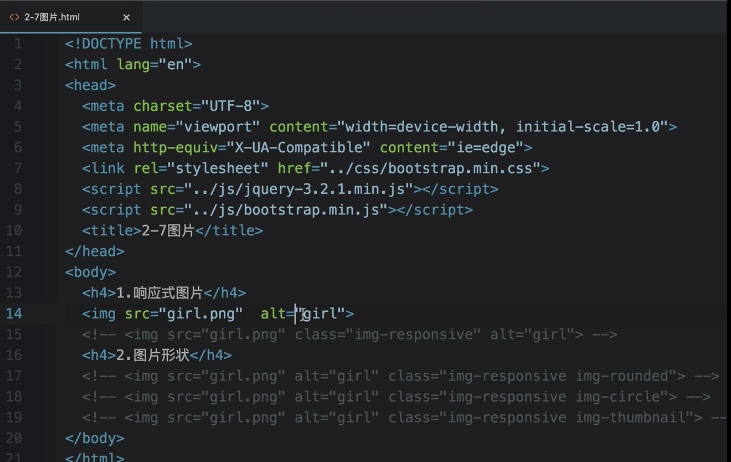 <> 2-7图片.html ×
1 <!DOCTYPE html>
2 <html lang="en">
3 <head>
4 <meta charset="UTF-8">
5 <meta name="viewport" content="width=device-width, initial-scale=1.0">
6 <meta http-equiv="X-UA-Compatible" content="ie=edge">
7 <link rel="stylesheet" href="../css/bootstrap.min.css">
8 <script src="../js/jquery-3.2.1.min.js"></script>
9 <script src="../js/bootstrap.min.js"></script>
10 <title>2-7图片</title>
11 </head>
12 <body>
13 <h4>1.响应式图片</h4>
14 <img src="girl.png"  alt="girl">
15 <!-- <img src="girl.png" class="img-responsive" alt="girl"> -->
16 <h4>2.图片形状</h4>
17 <!-- <img src="girl.png" alt="girl" class="img-responsive img-rounded"> -->
18 <!-- <img src="girl.png" alt="girl" class="img-responsive img-circle"> -->
19 <!-- <img src="girl.png" alt="girl" class="img-responsive img-thumbnail"> --
20 </body>
21 </html>